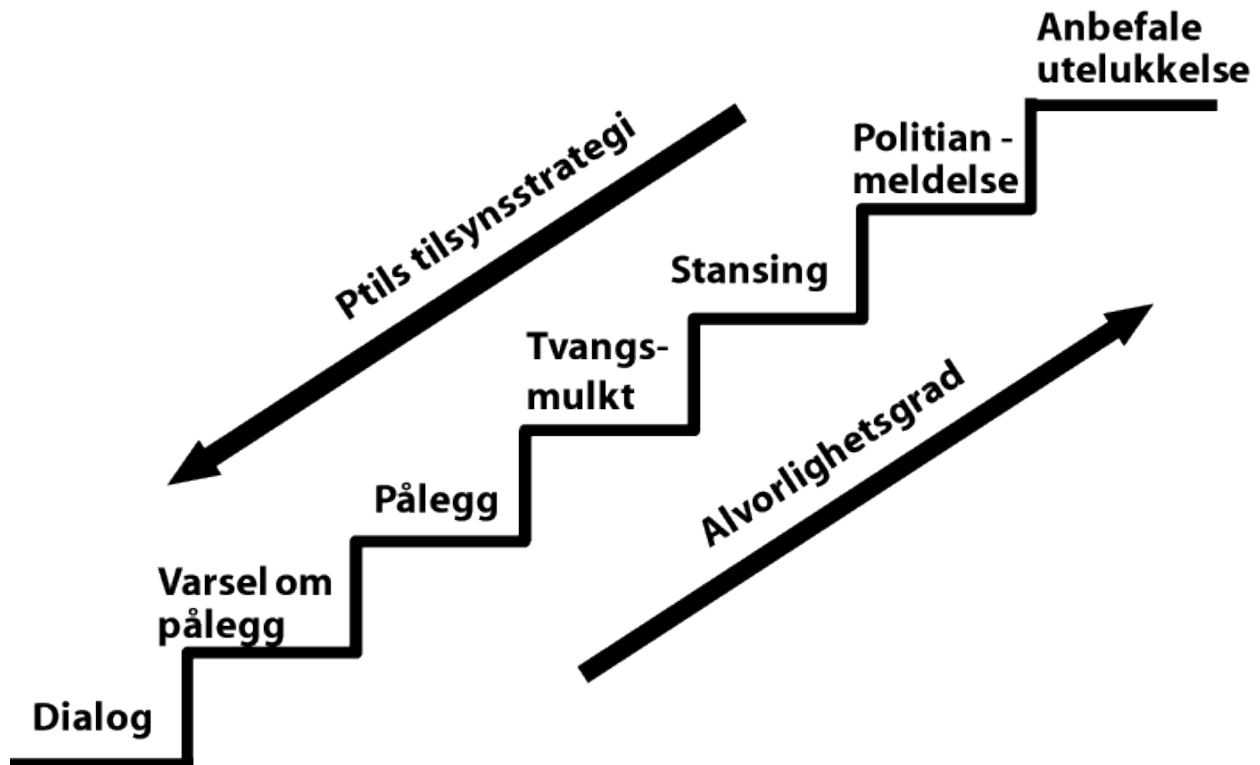 Anbefale
utelukkelse
Politian -
meldelse
Ptils tilsynsstrategi
Stansing
Tvangs-
mulkt
Alvorlighetsgrad
Pålegg
Varsel om
pålegg
Dialog